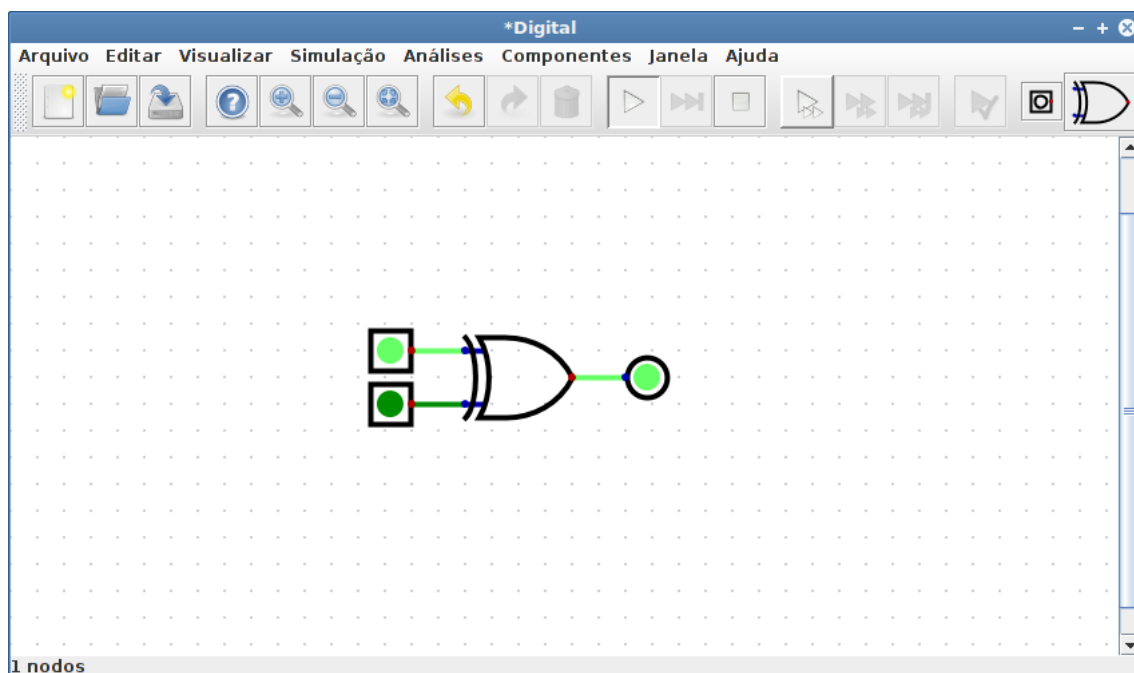 *Digital
Arquivo Editar Visualizar Simulação Análises Componentes Janela Ajuda
1 nodos